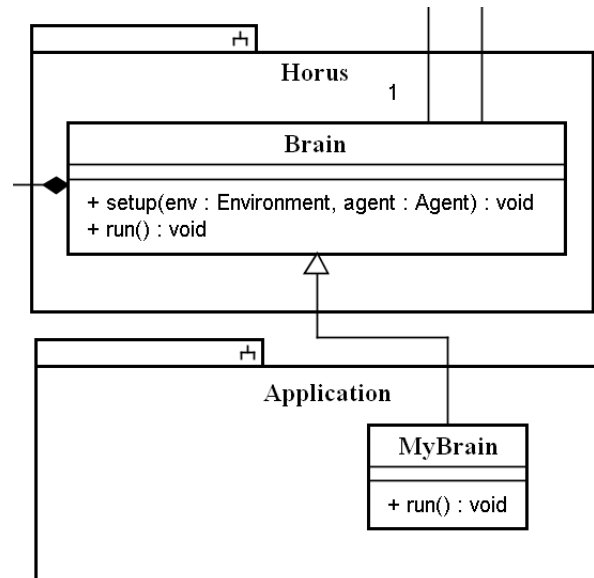 Horus
1
Brain
+ setup(env : Environment, agent : Agent) : void
+ run() : void
Application
MyBrain
+ run() : void